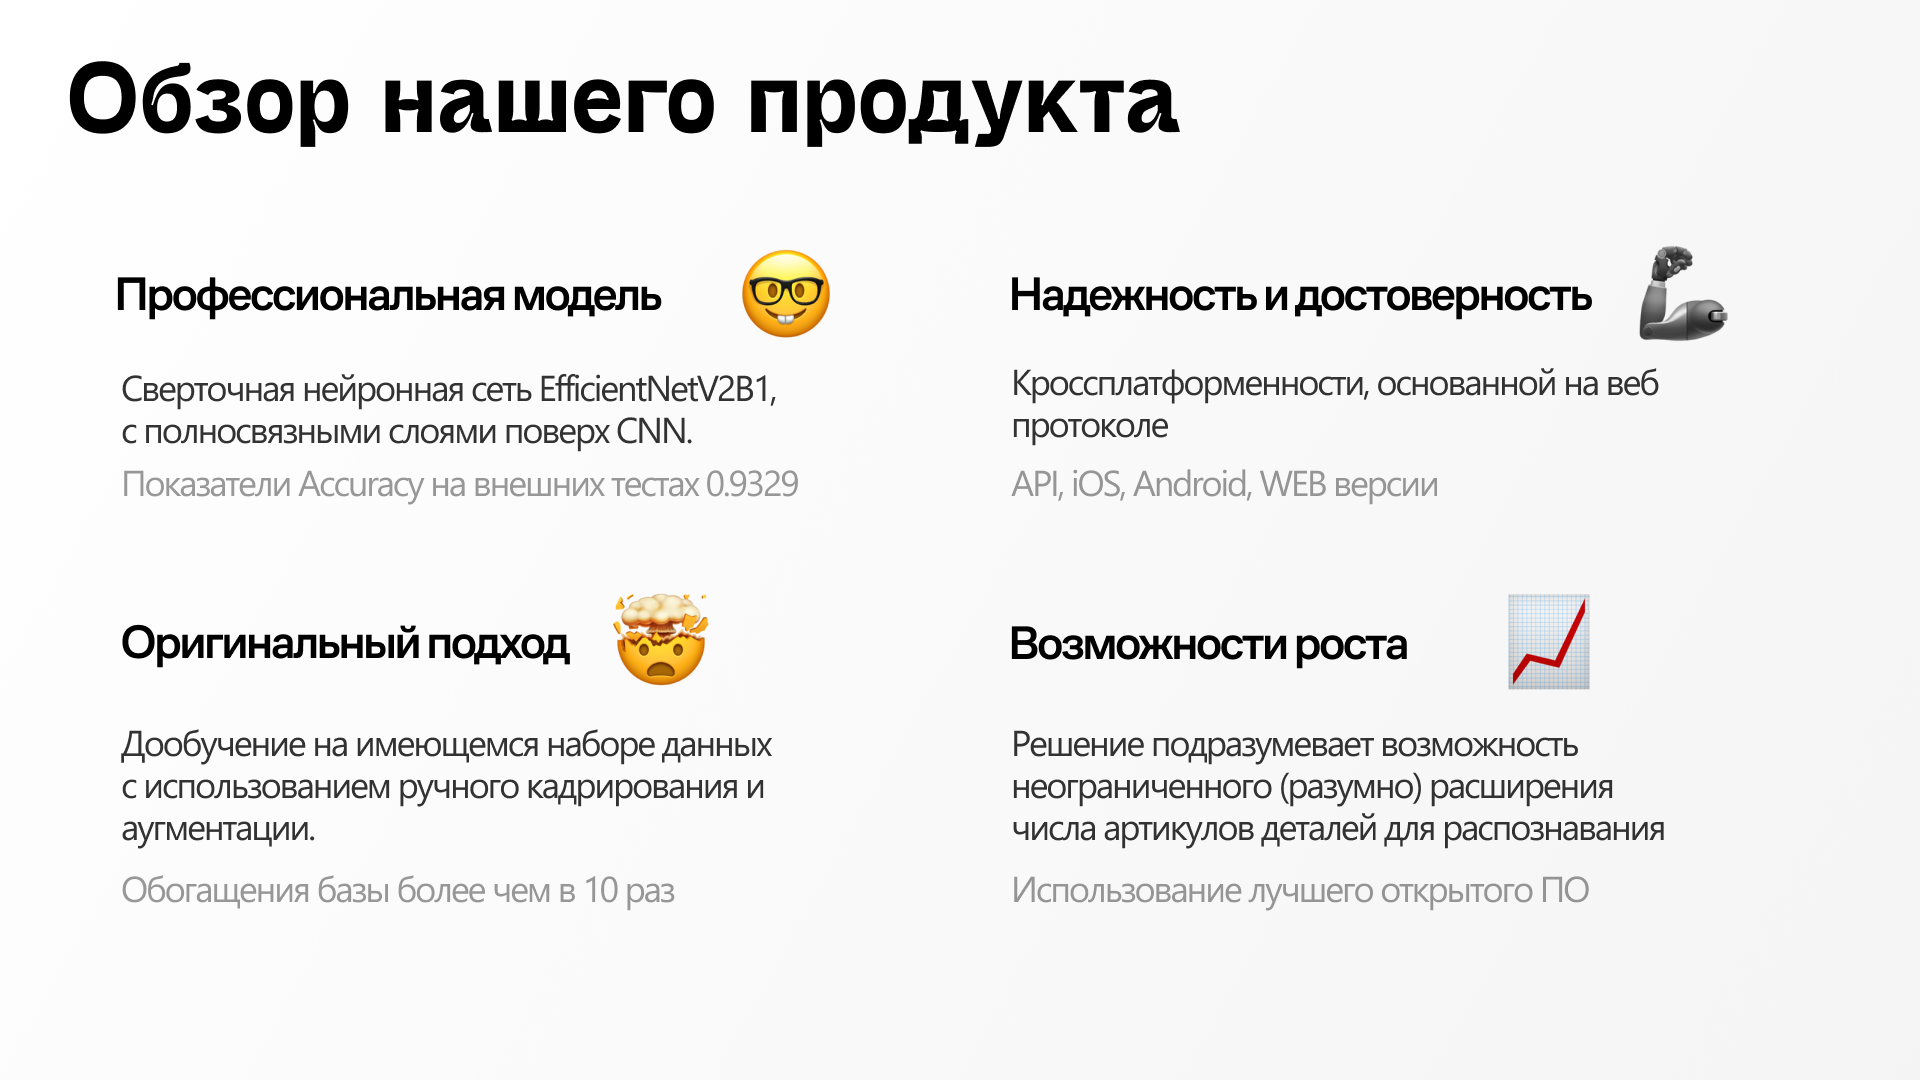 Обзор нашего продукта
Профессиональная модель
Сверточная нейронная сеть EfficientNetV2B1,
с полносвязными слоями поверх CNN.
Показатели Accuracy на внешних тестах 0.9329
Надежность и достоверность
Кроссплатформенности, основанной на веб
протоколе
API, iOS, Android, WEB версии
Оригинальный подход
Дообучение на имеющемся наборе данных
с использованием ручного кадрирования и
аугментации.
Обогащения базы более чем в 10 раз
Возможности роста
Решение подразумевает возможность
неограниченного (разумно) расширения
числа артикулов деталей для распознавания
Использование лучшего открытого ПО